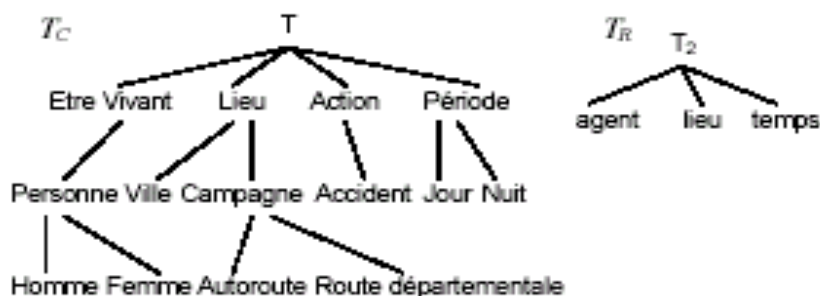 T_C T T_R T₂
Etre Vivant Lieu Action Période
agent lieu temps
Personne Ville Campagne Accident Jour Nuit
Homme Femme Autoroute Route départementale